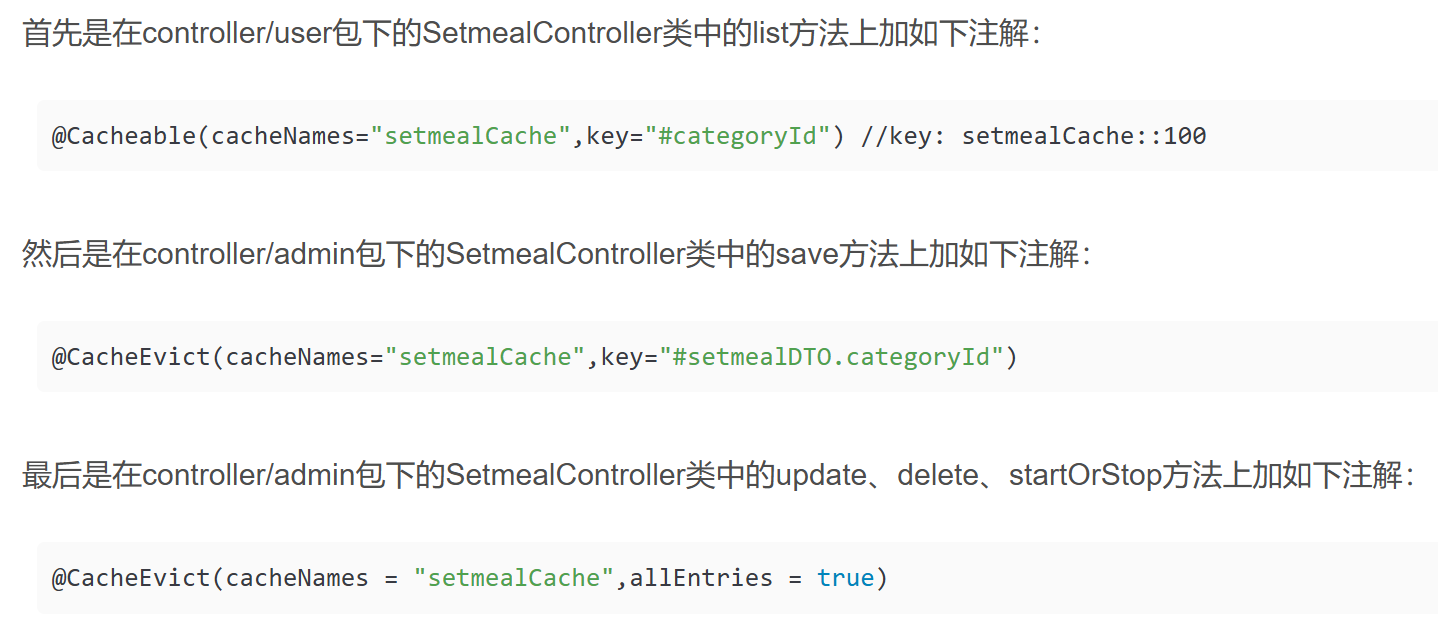 首先是在controller/user包下的SetmealController类中的list方法上加如下注解：
@Cacheable(cacheNames="setmealCache",key="#categoryId") //key: setmealCache::100
然后是在controller/admin包下的SetmealController类中的save方法上加如下注解：
@CacheEvict(cacheNames="setmealCache",key="#setmealDTO.categoryId")
最后是在controller/admin包下的SetmealController类中的update、delete、startOrStop方法上加如下注解：
@CacheEvict(cacheNames = "setmealCache",allEntries = true)